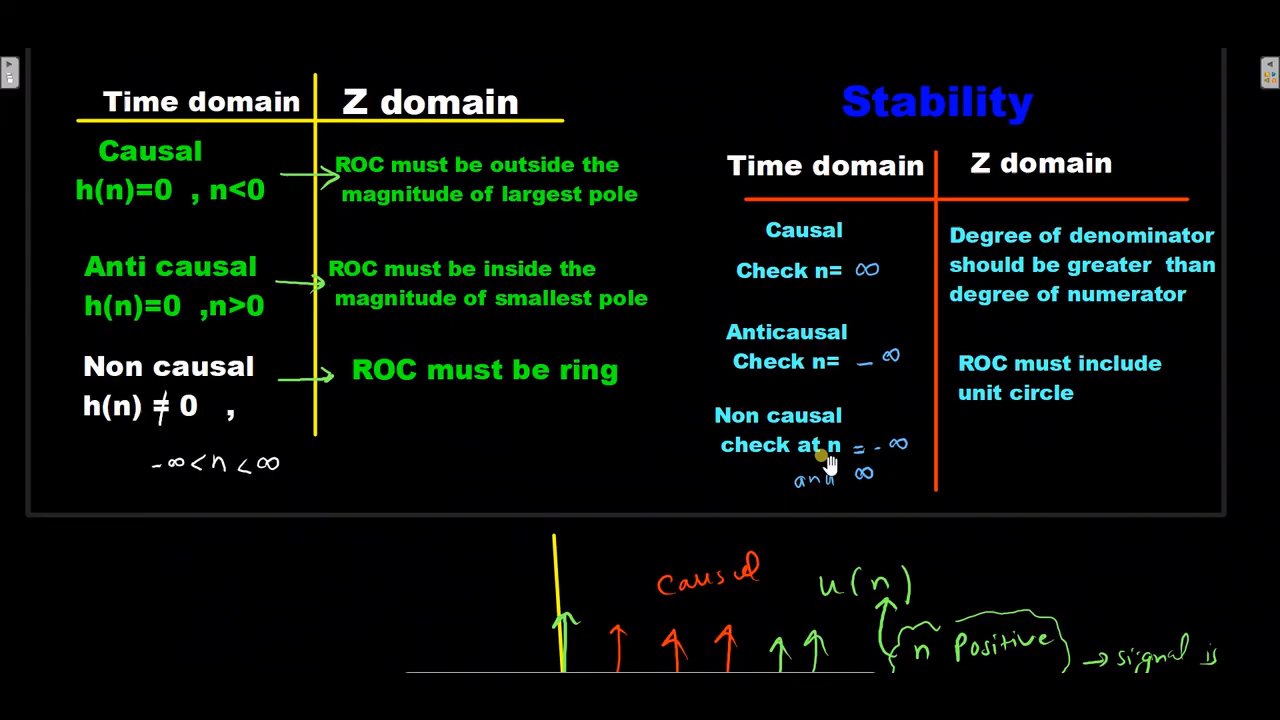 Time domain
Z domain
Causal
h(n)=0 , n<0
ROC must be outside the
magnitude of largest pole
Anti causal
h(n)=0 ,n>0
ROC must be inside the
magnitude of smallest pole
Non causal
h(n) ≠ 0 ,
-∞ < n < ∞
ROC must be ring
Stability
Time domain
Z domain
Causal
Check n= ∞
Anticausal
Check n= -∞
Non causal
check at n = -∞
and ∞
Degree of denominator
should be greater than
degree of numerator
ROC must include
unit circle
Causal
u(n)
n Positive → signal is